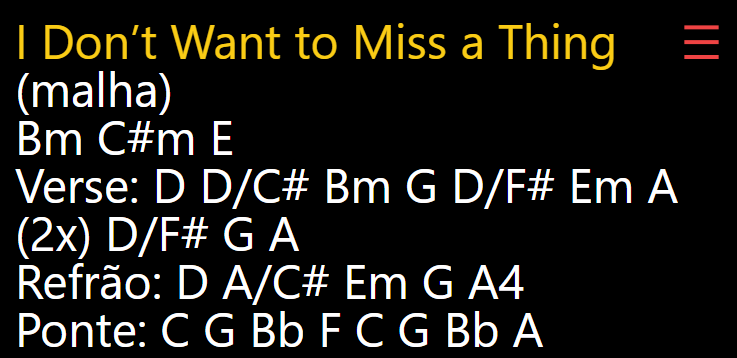 I Don’t Want to Miss a Thing
(malha)
Bm C#m E
Verse: D D/C# Bm G D/F# Em A
(2x) D/F# G A
Refrão: D A/C# Em G A4
Ponte: C G Bb F C G Bb A